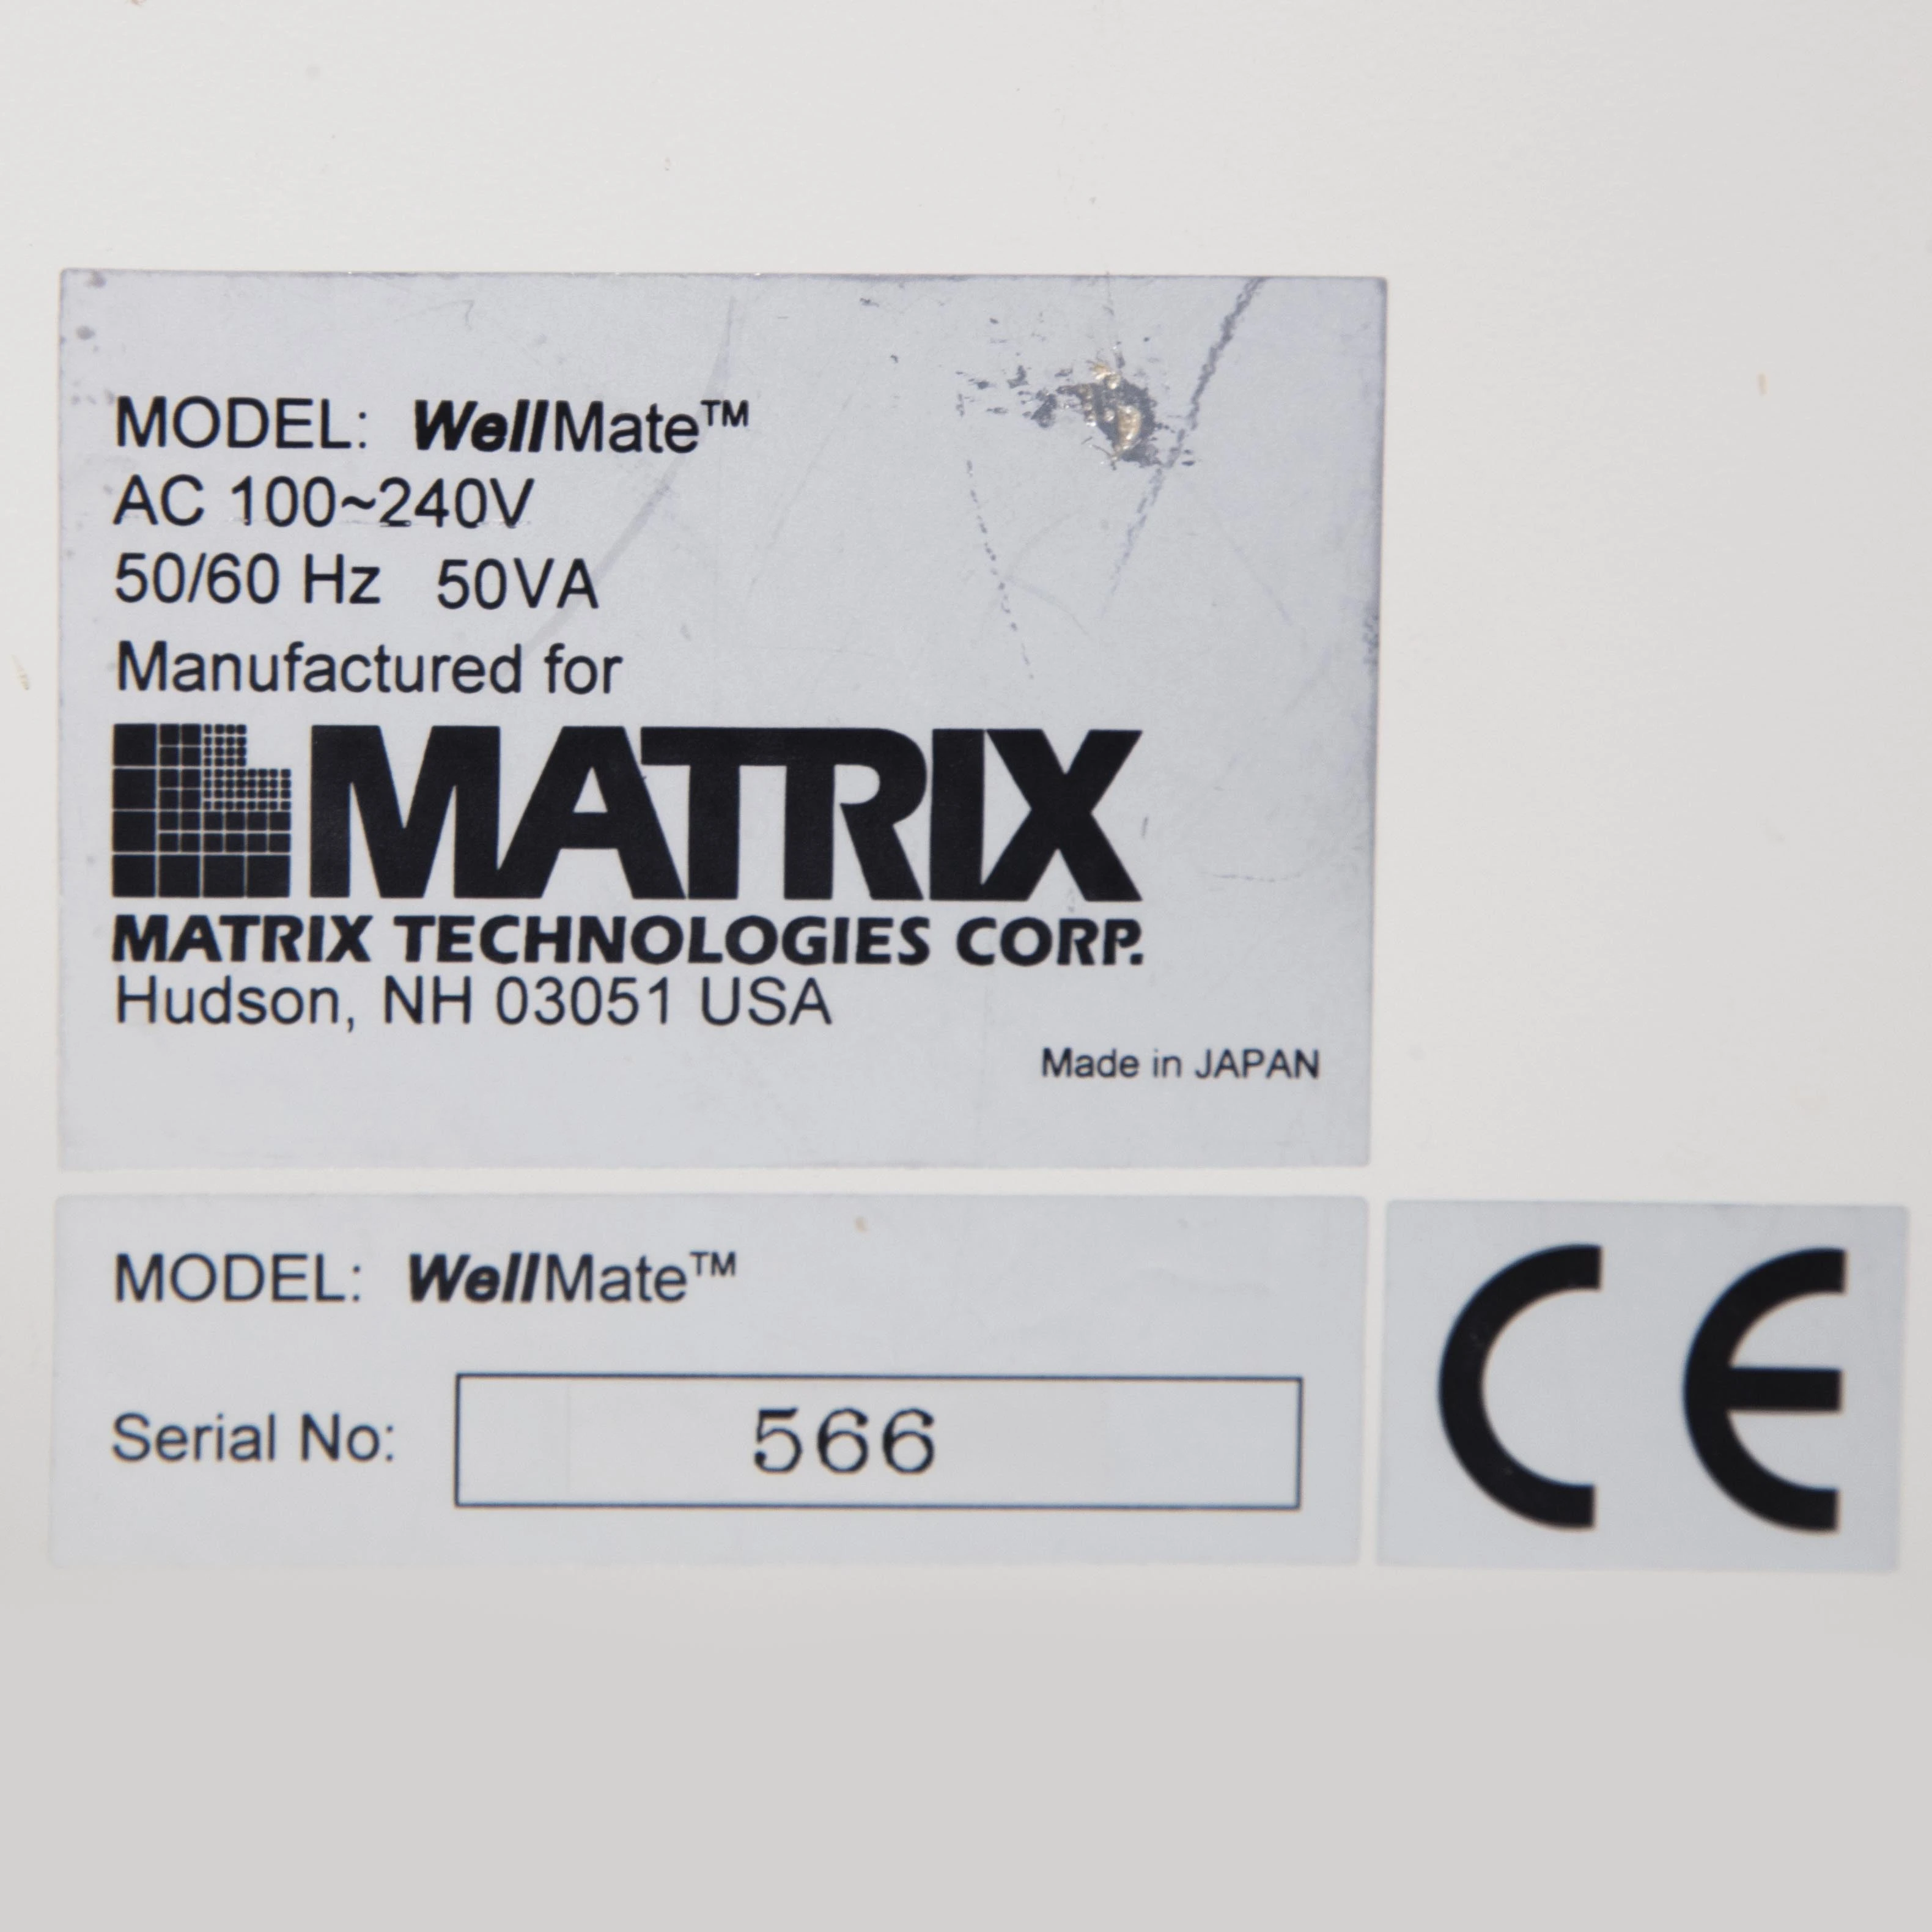 MODEL: WellMate™
AC 100~240V
50/60 Hz 50VA
Manufactured for
MATRIX
MATRIX TECHNOLOGIES CORP.
Hudson, NH 03051 USA
Made in JAPAN
MODEL: WellMate™
Serial No: 566
CE